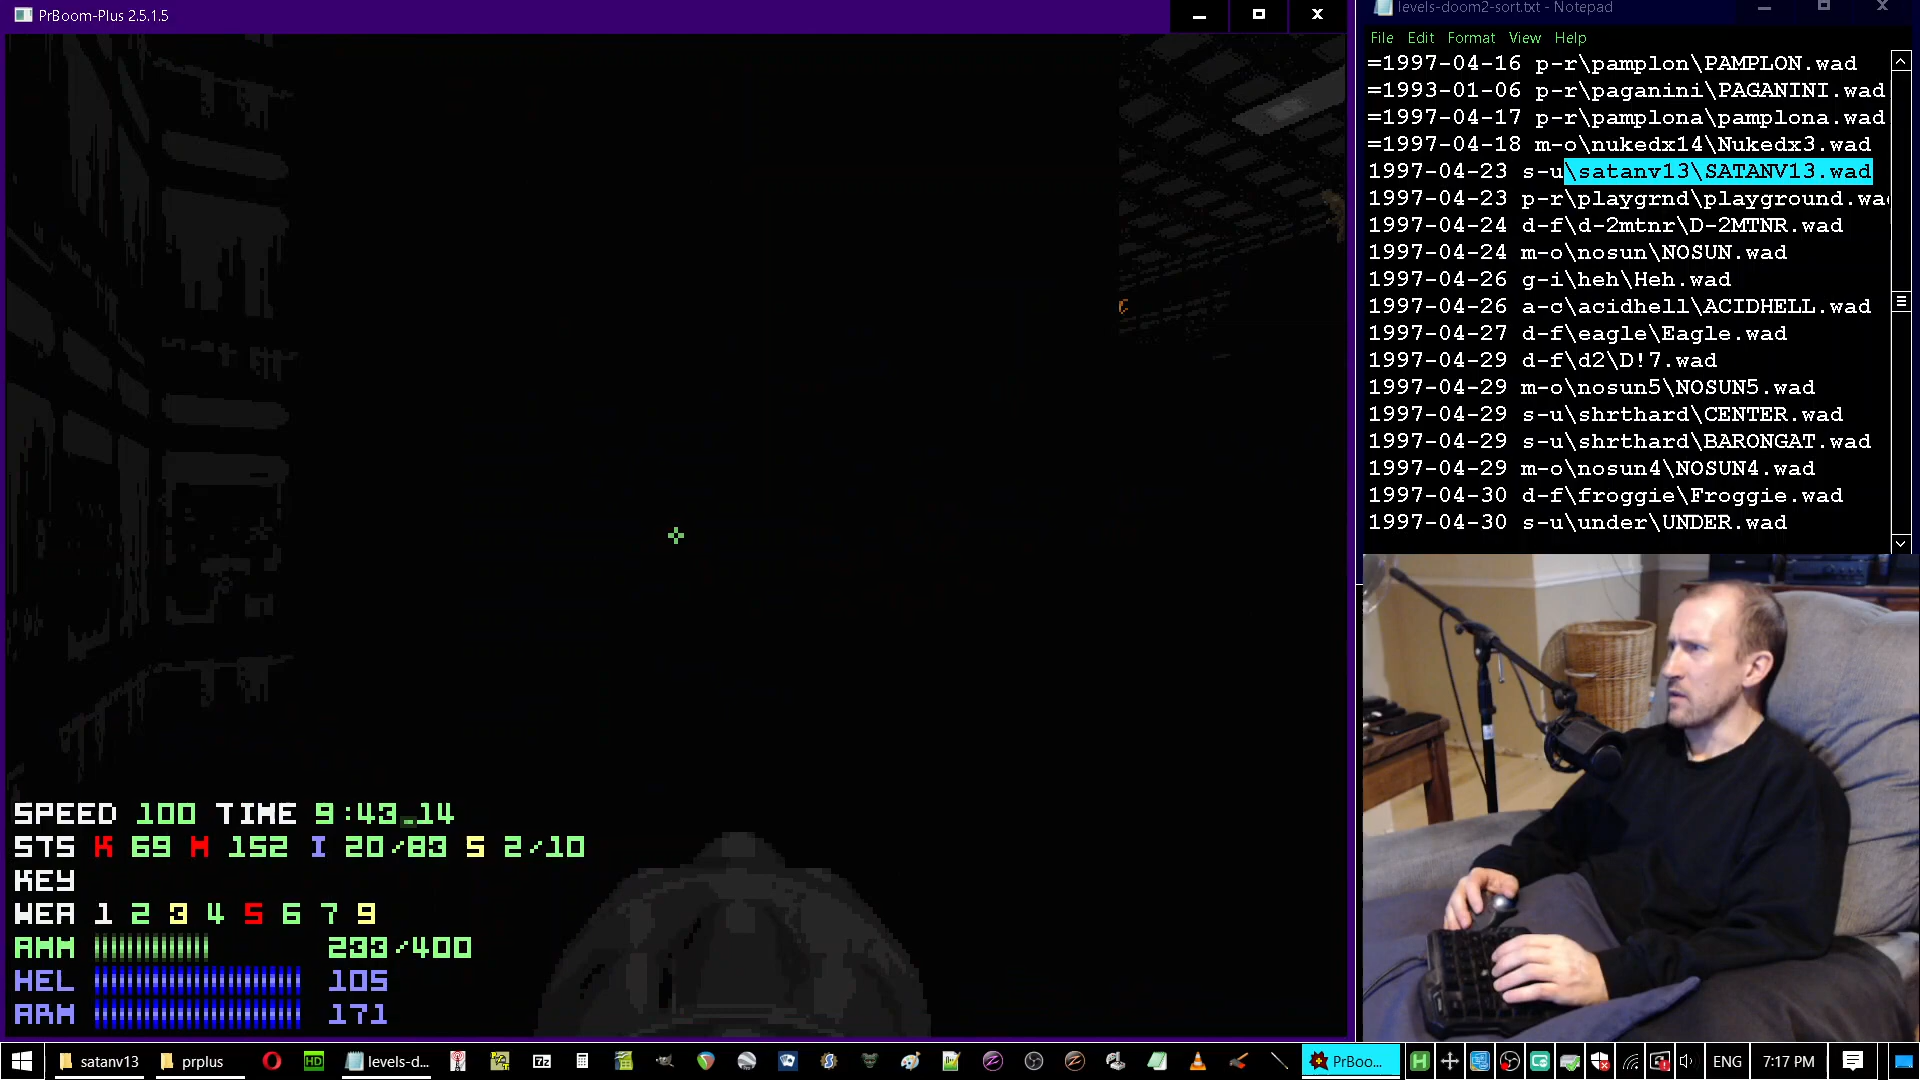 PrBoom-Plus 2.5.1.5
SPEED 100 TIME 9:43.14
STS K 69 M 152 I 20/83 S 2/10
KEY
WEA 1 2 3 4 5 6 7 9
AMM 233/400
HEL 105
ARM 171
levels-doom2-sort.txt - Notepad
File Edit Format View Help
=1997-04-16 p-r\pamplon\PAMPLON.wad
=1993-01-06 p-r\paganini\PAGANINI.wad
=1997-04-17 p-r\pamplona\pamplona.wad
=1997-04-18 m-o\nukedx14\Nukedx3.wad
1997-04-23 s-u\satanv13\SATANV13.wad
1997-04-23 p-r\playgrnd\playground.wa
1997-04-24 d-f\d-2mtnr\D-2MTNR.wad
1997-04-24 m-o\nosun\NOSUN.wad
1997-04-26 g-i\heh\Heh.wad
1997-04-26 a-c\acidhell\ACIDHELL.wad
1997-04-27 d-f\eagle\Eagle.wad
1997-04-29 d-f\d2\D!7.wad
1997-04-29 m-o\nosun5\NOSUN5.wad
1997-04-29 s-u\shrthard\CENTER.wad
1997-04-29 s-u\shrthard\BARONGAT.wad
1997-04-29 m-o\nosun4\NOSUN4.wad
1997-04-30 d-f\froggie\Froggie.wad
1997-04-30 s-u\under\UNDER.wad
satanv13 prplus HD levels-d... 7z PrBoo... ENG 7:17 PM